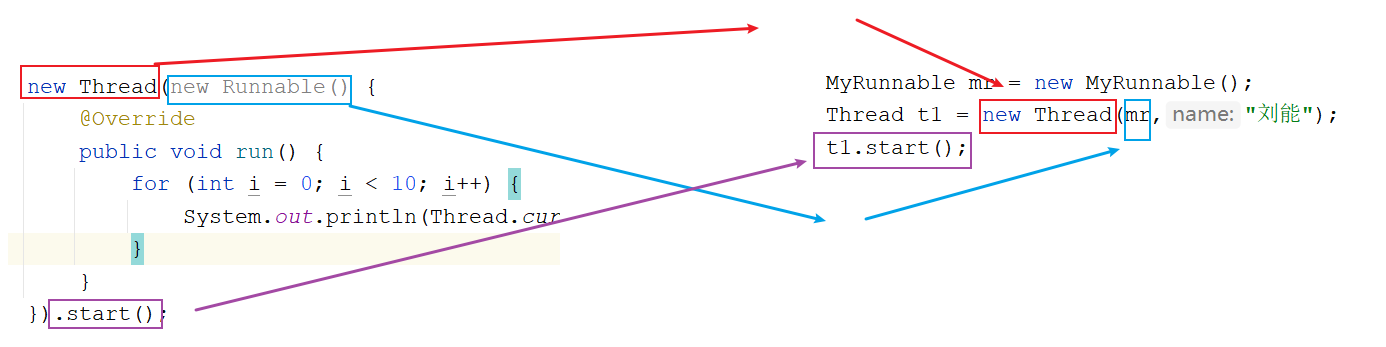 new Thread(new Runnable() {
@Override
public void run() {
for (int i = 0; i < 10; i++) {
System.out.println(Thread.cur
}
}
}).start();
MyRunnable mr = new MyRunnable();
Thread t1 = new Thread(mr, name: "刘能");
t1.start();